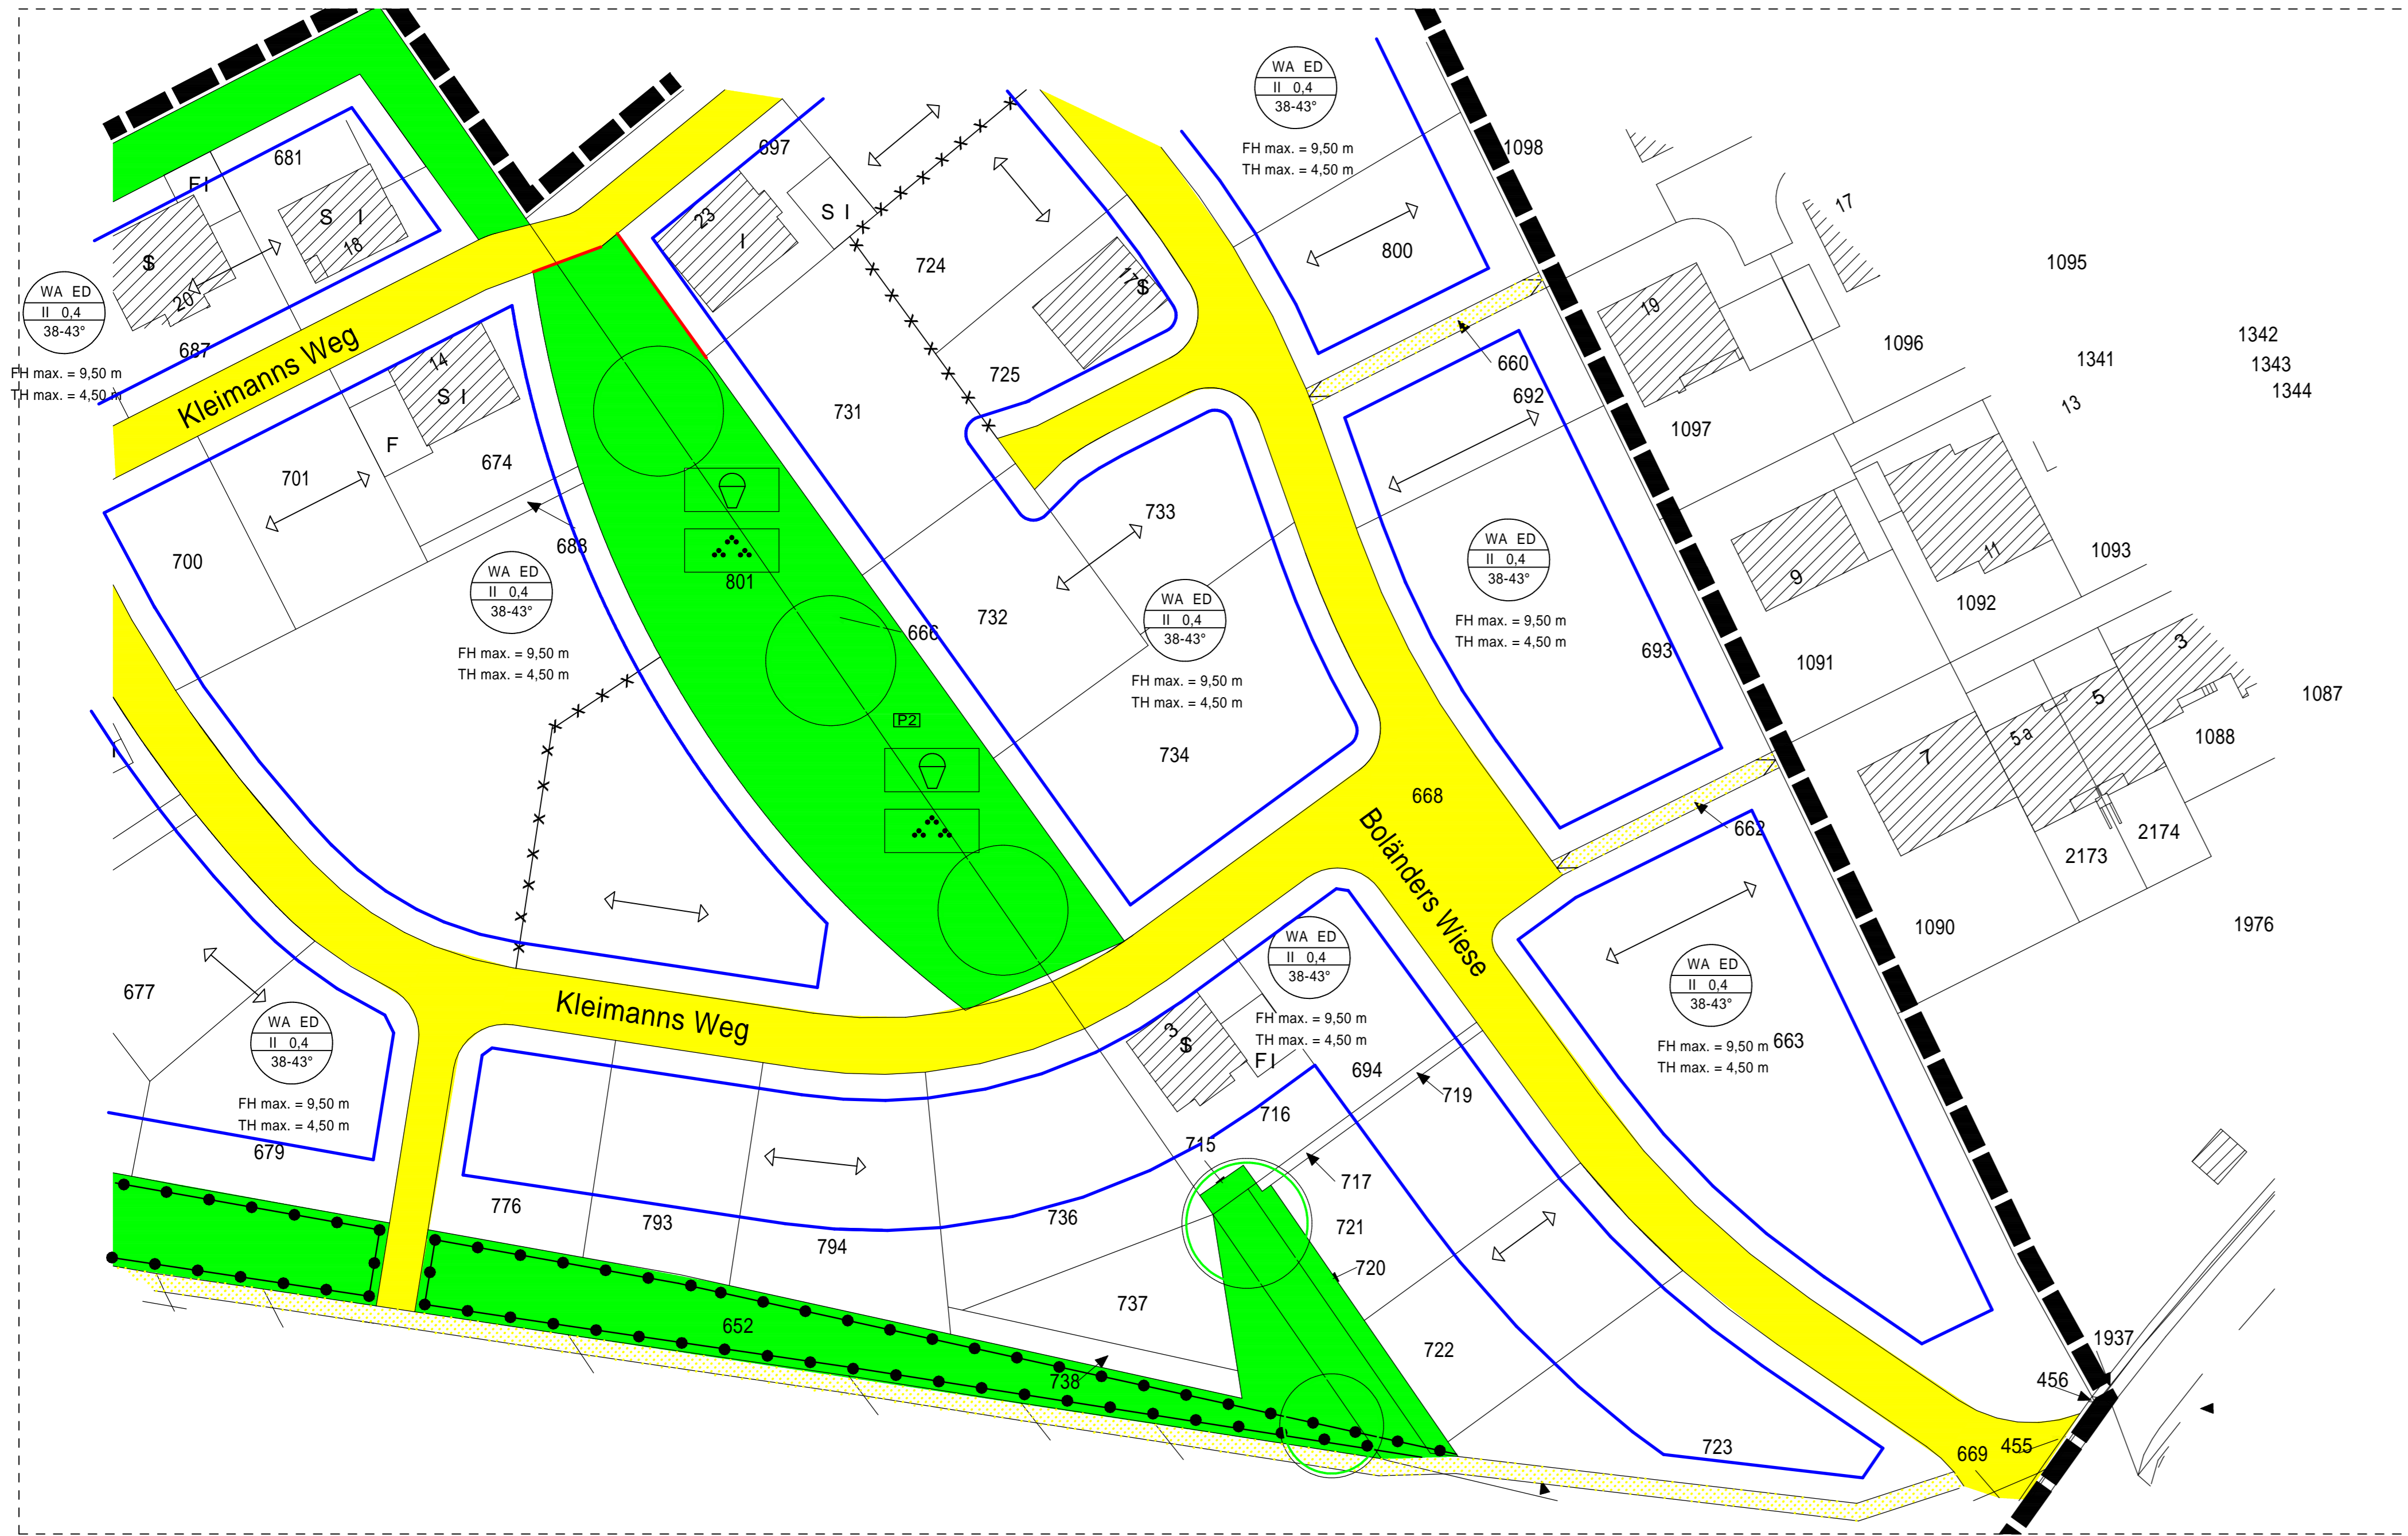 WA ED
II 0,4
38-43°
FH max. = 9,50 m
TH max. = 4,50 m
1098
697
681
F I
S I
18
$
20
23
I
S I
17
$
724
800
17
1095
19
WA ED
II 0,4
38-43°
FH max. = 9,50 m
TH max. = 4,50 m
687
Kleimanns Weg
14
S I
F
701
674
700
688
731
725
660
692
1096
1341
1342
1343
1344
13
1097
733
801
732
666
P2
734
WA ED
II 0,4
38-43°
FH max. = 9,50 m
TH max. = 4,50 m
WA ED
II 0,4
38-43°
FH max. = 9,50 m
TH max. = 4,50 m
WA ED
II 0,4
38-43°
FH max. = 9,50 m
TH max. = 4,50 m
693
9
11
1093
1092
1091
3
5
5 a
7
1087
1088
2174
2173
668
Boländers Wiese
662
1090
1976
677
Kleimanns Weg
WA ED
II 0,4
38-43°
FH max. = 9,50 m
TH max. = 4,50 m
679
3
$
F I
WA ED
II 0,4
38-43°
FH max. = 9,50 m
TH max. = 4,50 m
694
WA ED
II 0,4
38-43°
FH max. = 9,50 m
TH max. = 4,50 m
663
719
716
715
717
721
720
776
793
794
736
737
652
738
722
723
1937
456
455
669